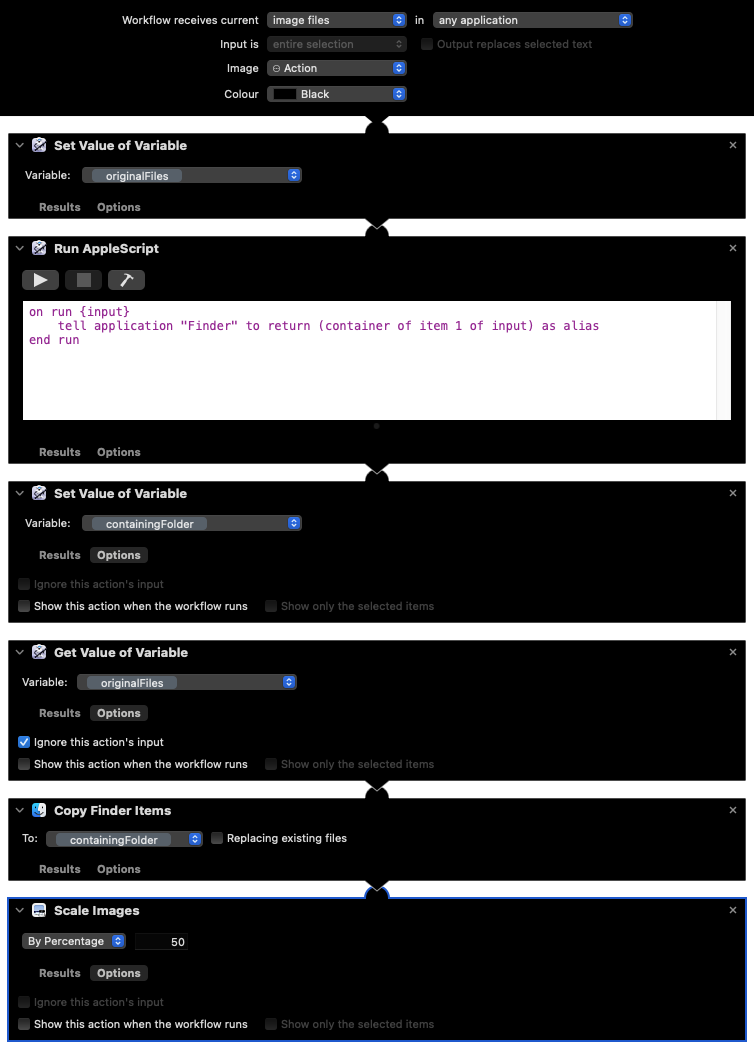 Workflow receives current image files in any application
Input is entire selection Output replaces selected text
Image Action
Colour Black
Set Value of Variable
Variable: originalFiles
Results Options
Run AppleScript
on run {input}
tell application "Finder" to return (container of item 1 of input) as alias
end run
Results Options
Set Value of Variable
Variable: containingFolder
Results Options
Ignore this action's input
Show this action when the workflow runs Show only the selected items
Get Value of Variable
Variable: originalFiles
Results Options
Ignore this action's input
Show this action when the workflow runs Show only the selected items
Copy Finder Items
To: containingFolder Replacing existing files
Results Options
Scale Images
By Percentage 50
Results Options
Ignore this action's input
Show this action when the workflow runs Show only the selected items